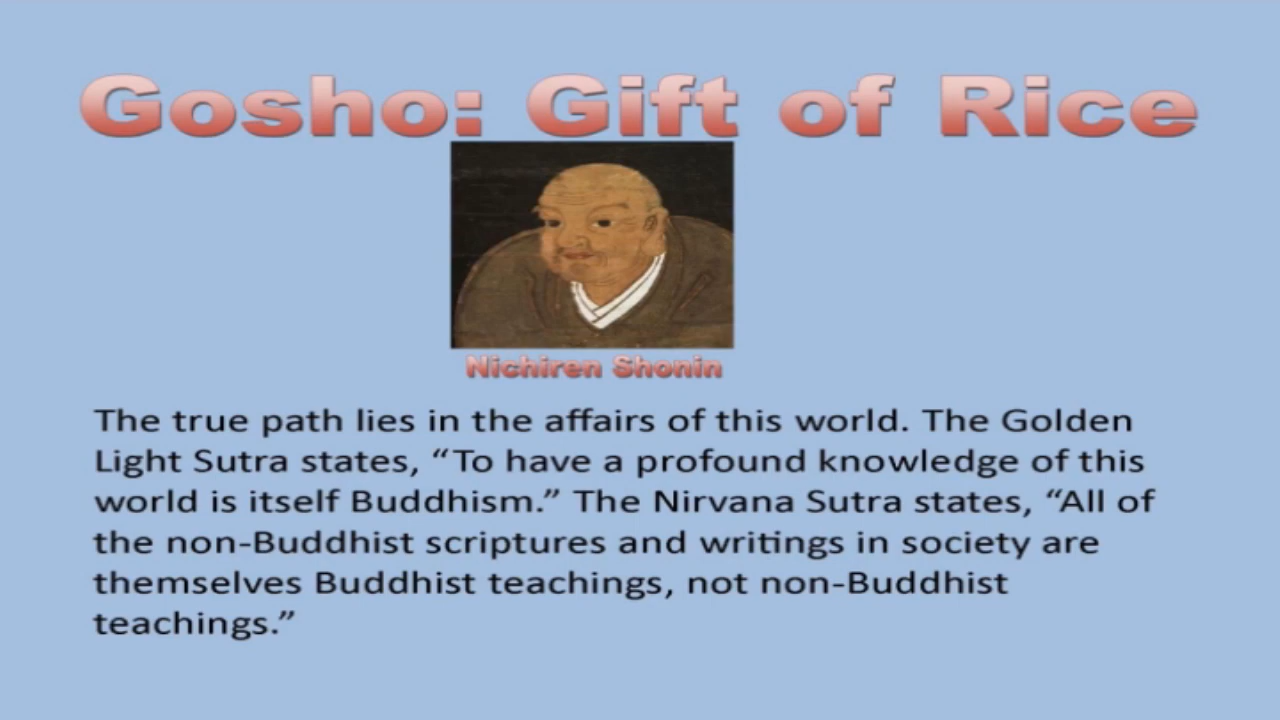 Gosho: Gift of Rice
Nichiren Shonin
The true path lies in the affairs of this world. The Golden
Light Sutra states, “To have a profound knowledge of this
world is itself Buddhism.” The Nirvana Sutra states, “All of
the non-Buddhist scriptures and writings in society are
themselves Buddhist teachings, not non-Buddhist
teachings.”